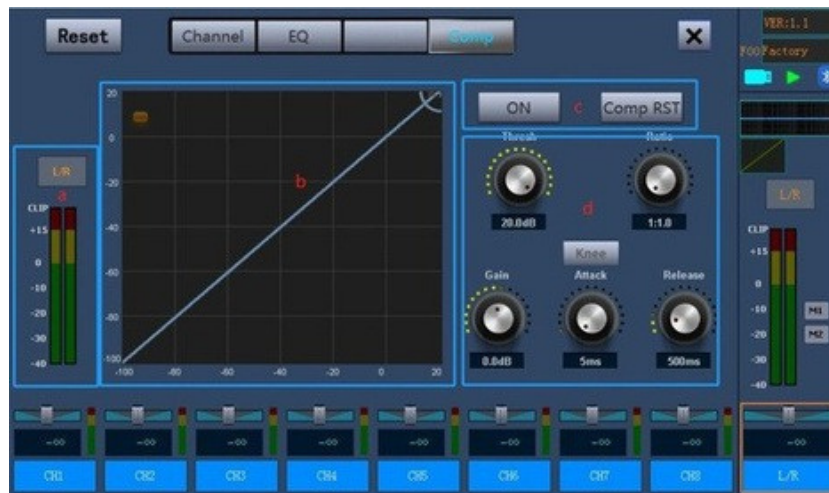 Reset Channel EQ Comp X
VER:1.1
FOGFactory
ON c Comp RST
Thresh Ratio
20.0dB 1:1.0
d
Knee
Gain Attack Release
0.0dB 5ms 500ms
L/R
a
CLIP
+15
0
-10
-20
-30
-40
b
20
0
-20
-40
-60
-80
-100
-100 -80 -60 -40 -20 0 20
L/R
CLIP
+15
0
-10 M1
-20 M2
-30
-40
-∞ -∞ -∞ -∞ -∞ -∞ -∞ -∞ -∞
CH1 CH2 CH3 CH4 CH5 CH6 CH7 CH8 L/R